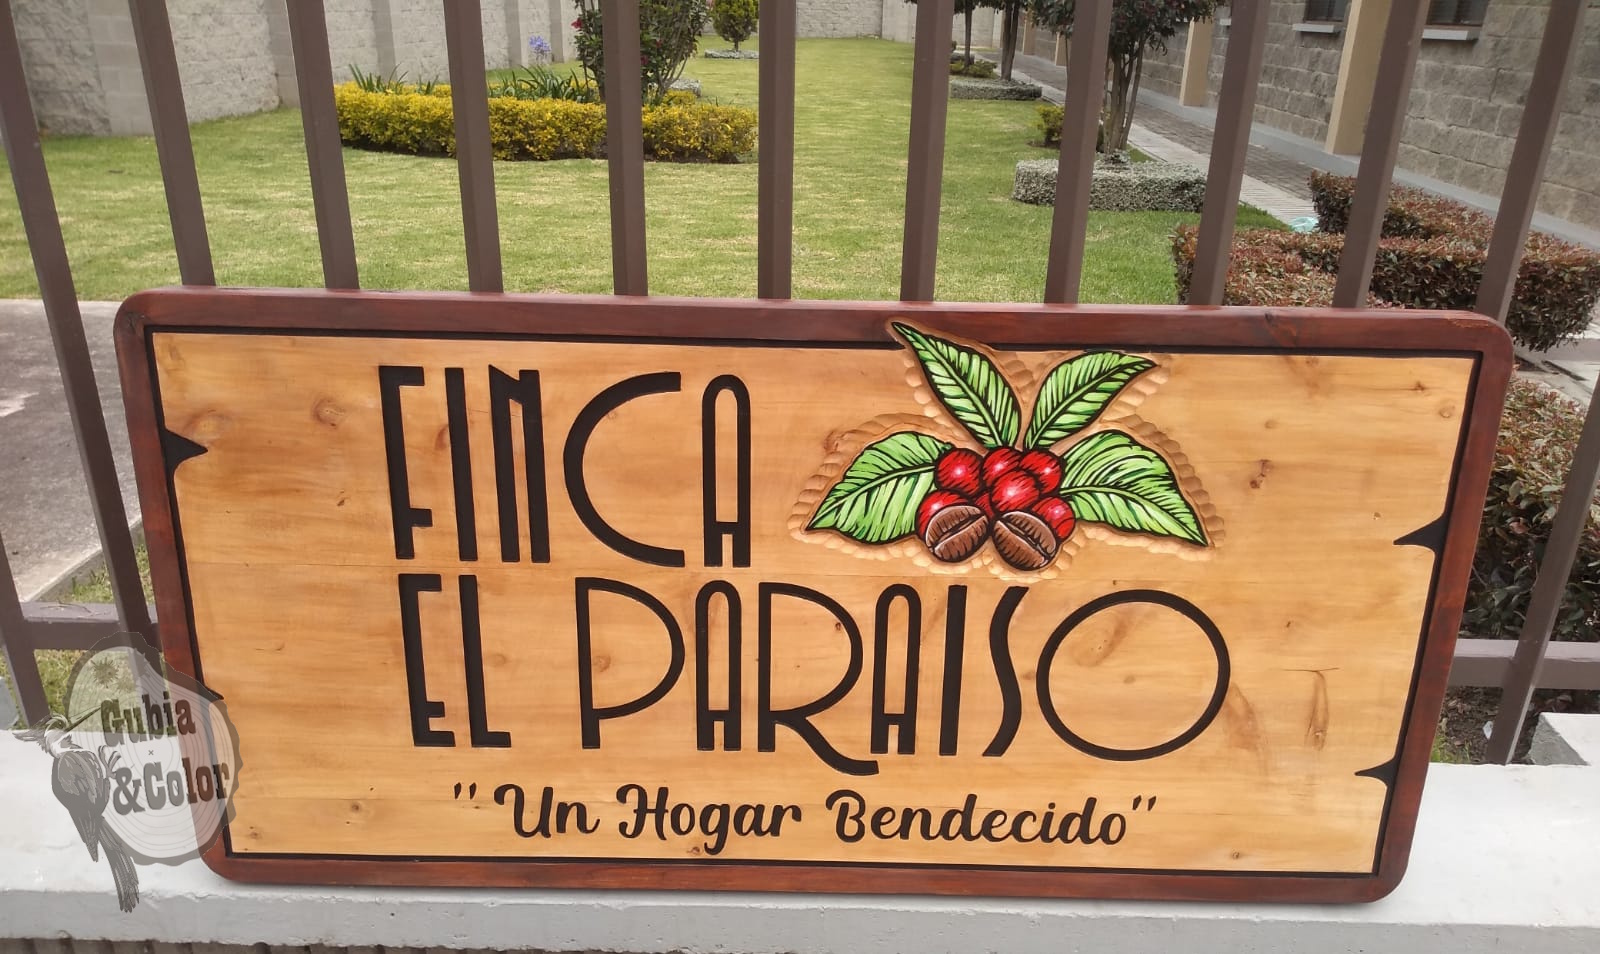 FINCA
EL PARAISO
"Un Hogar Bendecido"
Gubia
&Color